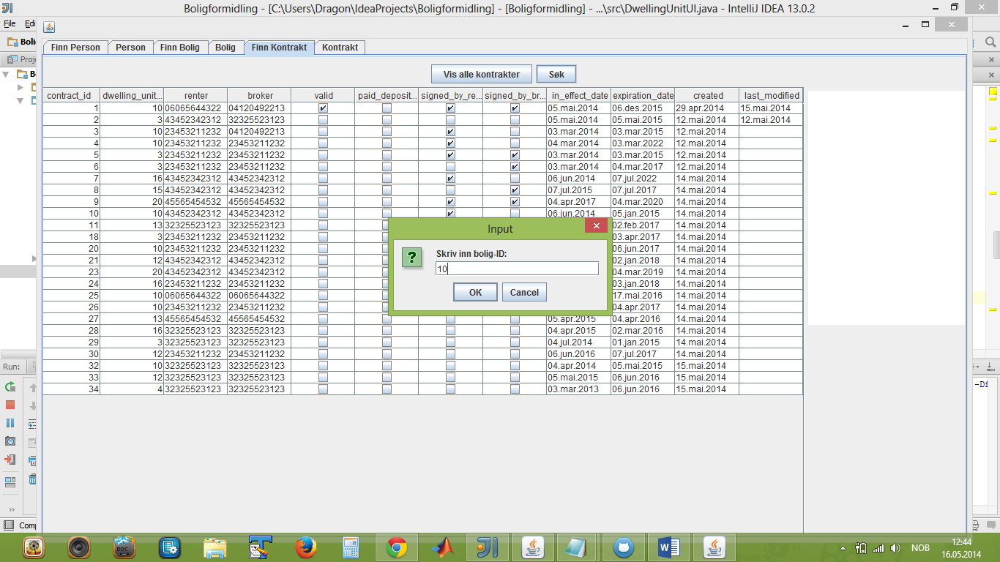 Boligformidling - [C:\Users\Dragon\IdeaProjects\Boligformidling] - [Boligformidling] - ...\src\DwellingUnitUI.java - IntelliJ IDEA 13.0.2
File Edi
Finn Person Person Finn Bolig Bolig Finn Kontrakt Kontrakt
Vis alle kontrakter Søk
contract_id dwelling_unit... renter broker valid paid_deposit... signed_by_re... signed_by_br... in_effect_date expiration_date created last_modified
1 10 06065644322 04120492213 05.mai.2014 06.des.2015 29.apr.2014 15.mai.2014
2 3 43452342312 32325523123 05.mai.2014 05.mai.2015 12.mai.2014 12.mai.2014
3 10 23453211232 04120492213 03.mar.2014 03.mar.2015 12.mai.2014
4 10 23453211232 23453211232 04.mar.2014 03.mar.2022 12.mai.2014
5 3 23453211232 23453211232 03.mar.2014 03.mar.2015 12.mai.2014
6 3 23453211232 23453211232 03.mar.2014 04.mar.2017 12.mai.2014
7 16 43452342312 43452342312 06.jun.2014 07.jul.2022 14.mai.2014
8 15 43452342312 43452342312 07.jul.2015 07.jul.2017 14.mai.2014
9 20 45565454532 45565454532 04.apr.2017 04.mar.2020 14.mai.2014
10 10 43452342312 43452342312 06.jun.2014 05.jan.2015 14.mai.2014
11 13 32325523123 32325523123 02.feb.2017 14.mai.2014
18 3 23453211232 23453211232 03.apr.2017 14.mai.2014
20 10 23453211232 23453211232 06.jun.2017 14.mai.2014
21 12 43452342312 43452342312 02.jan.2018 14.mai.2014
23 20 43452342312 43452342312 04.mar.2019 14.mai.2014
24 16 23453211232 23453211232 03.jan.2018 14.mai.2014
25 10 06065644322 06065644322 17.mai.2016 14.mai.2014
26 10 23453211232 23453211232 04.apr.2017 14.mai.2014
27 13 45565454532 45565454532 05.apr.2015 04.apr.2016 14.mai.2014
28 16 32325523123 32325523123 04.apr.2015 02.mar.2016 14.mai.2014
29 3 32325523123 32325523123 04.jul.2014 01.jan.2015 14.mai.2014
30 12 23453211232 23453211232 06.jun.2016 07.jul.2017 14.mai.2014
32 10 32325523123 32325523123 04.apr.2014 05.mai.2015 15.mai.2014
33 12 32325523123 32325523123 05.mai.2015 06.jun.2016 15.mai.2014
34 4 32325523123 32325523123 03.mar.2013 06.jun.2016 15.mai.2014
Input
Skriv inn bolig-ID:
10
OK Cancel
Boli
Proje
B
Run:
-Df
Comp
NOB
12:44
16.05.2014